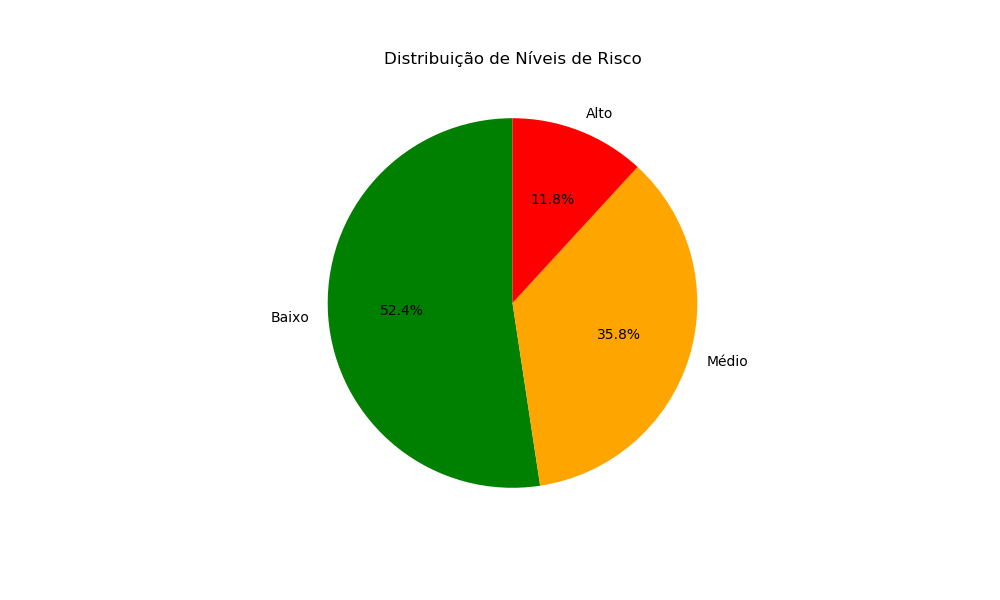 Distribuição de Níveis de Risco
Alto
11.8%
52.4%
Baixo
35.8%
Médio